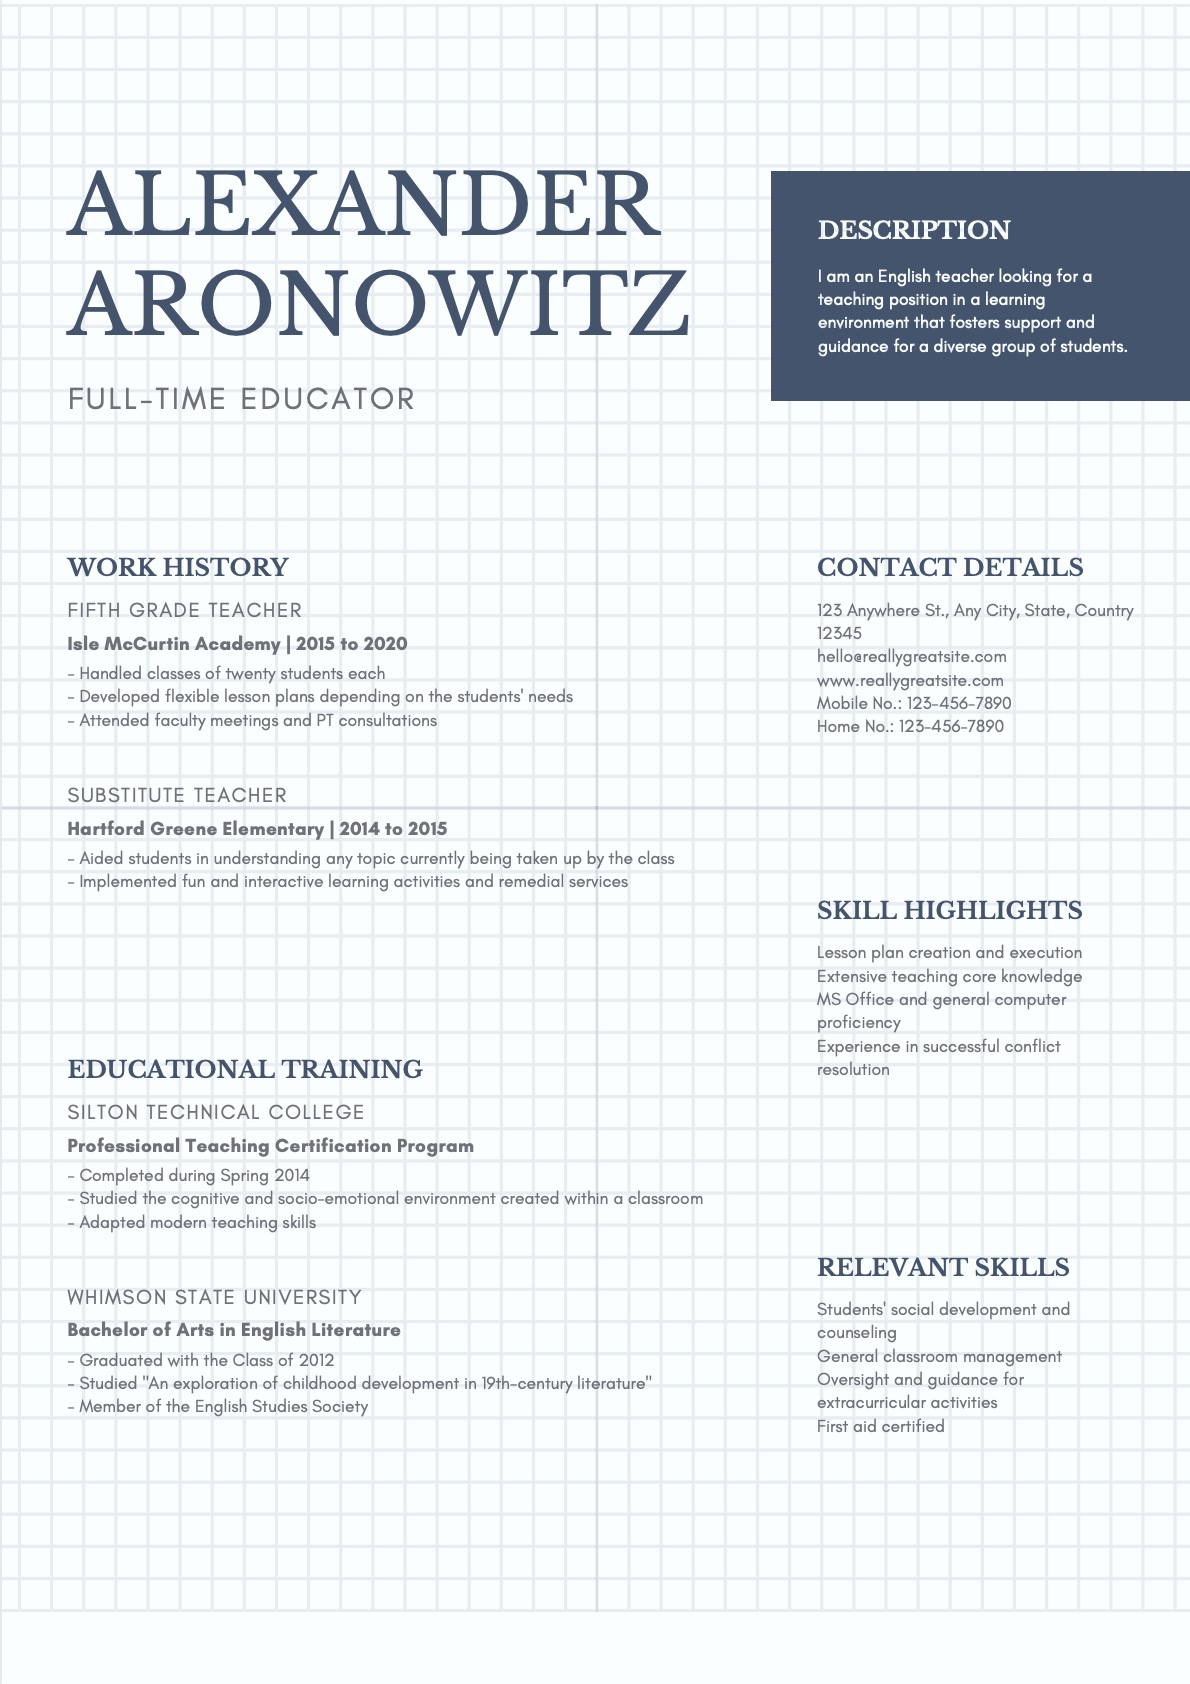 ALEXANDER
ARONOWITZ
FULL-TIME EDUCATOR
DESCRIPTION
I am an English teacher looking for a
teaching position in a learning
environment that fosters support and
guidance for a diverse group of students.
WORK HISTORY
FIFTH GRADE TEACHER
Isle McCurtin Academy | 2015 to 2020
- Handled classes of twenty students each
- Developed flexible lesson plans depending on the students' needs
- Attended faculty meetings and PT consultations
SUBSTITUTE TEACHER
Hartford Greene Elementary | 2014 to 2015
- Aided students in understanding any topic currently being taken up by the class
- Implemented fun and interactive learning activities and remedial services
EDUCATIONAL TRAINING
SILTON TECHNICAL COLLEGE
Professional Teaching Certification Program
- Completed during Spring 2014
- Studied the cognitive and socio-emotional environment created within a classroom
- Adapted modern teaching skills
WHIMSON STATE UNIVERSITY
Bachelor of Arts in English Literature
- Graduated with the Class of 2012
- Studied "An exploration of childhood development in 19th-century literature"
- Member of the English Studies Society
CONTACT DETAILS
123 Anywhere St., Any City, State, Country
12345
hello@reallygreatsite.com
www.reallygreatsite.com
Mobile No.: 123-456-7890
Home No.: 123-456-7890
SKILL HIGHLIGHTS
Lesson plan creation and execution
Extensive teaching core knowledge
MS Office and general computer
proficiency
Experience in successful conflict
resolution
RELEVANT SKILLS
Students' social development and
counseling
General classroom management
Oversight and guidance for
extracurricular activities
First aid certified